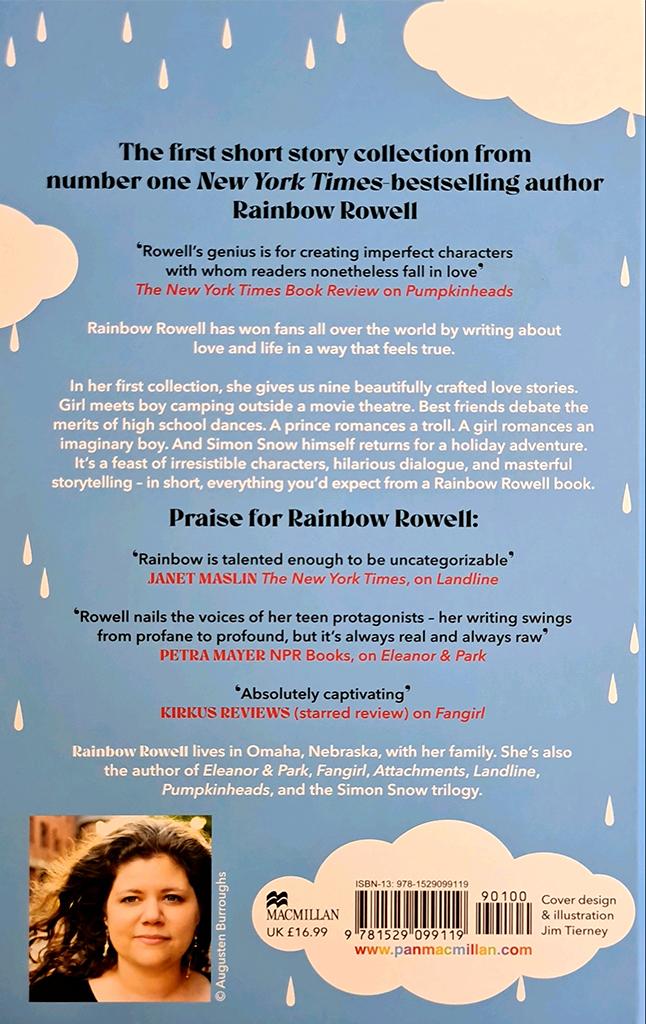 The first short story collection from
number one New York Times-bestselling author
Rainbow Rowell
‘Rowell’s genius is for creating imperfect characters
with whom readers nonetheless fall in love’
The New York Times Book Review on Pumpkinheads
Rainbow Rowell has won fans all over the world by writing about
love and life in a way that feels true.
In her first collection, she gives us nine beautifully crafted love stories.
Girl meets boy camping outside a movie theatre. Best friends debate the
merits of high school dances. A prince romances a troll. A girl romances an
imaginary boy. And Simon Snow himself returns for a holiday adventure.
It’s a feast of irresistible characters, hilarious dialogue, and masterful
storytelling – in short, everything you’d expect from a Rainbow Rowell book.
Praise for Rainbow Rowell:
‘Rainbow is talented enough to be uncategorizable’
JANET MASLIN The New York Times, on Landline
‘Rowell nails the voices of her teen protagonists – her writing swings
from profane to profound, but it’s always real and always raw’
PETRA MAYER NPR Books, on Eleanor & Park
‘Absolutely captivating’
KIRKUS REVIEWS (starred review) on Fangirl
Rainbow Rowell lives in Omaha, Nebraska, with her family. She’s also
the author of Eleanor & Park, Fangirl, Attachments, Landline,
Pumpkinheads, and the Simon Snow trilogy.
© Augusten Burroughs
MACMILLAN
UK £16.99
ISBN-13: 978-1529099119
90100
9 781529 099119
www.panmacmillan.com
Cover design
& illustration
Jim Tierney